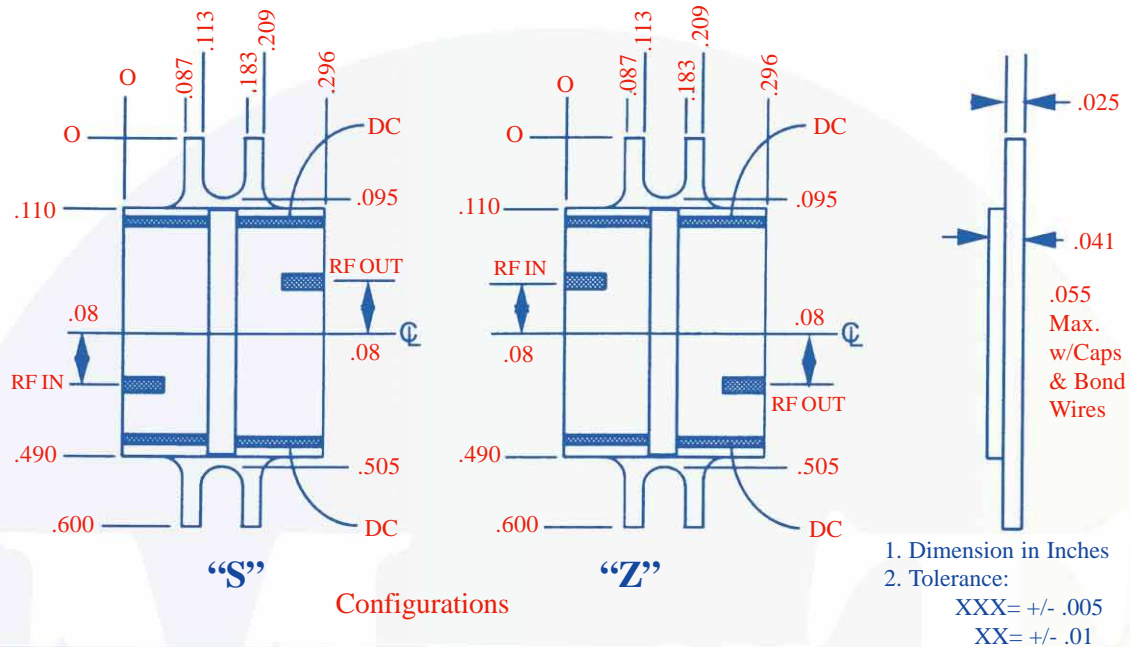 O
.087
.113
.183
.209
.296
O
DC
.095
.110
RF OUT
.08
.08
℄
RF IN
.490
.505
.600
DC
“S”
O
.087
.113
.183
.209
.296
O
DC
.095
.110
RF IN
.08
.08
℄
RF OUT
.490
.505
.600
DC
“Z”
Configurations
.025
.041
.055
Max.
w/Caps
& Bond
Wires
1. Dimension in Inches
2. Tolerance:
XXX= +/- .005
XX= +/- .01